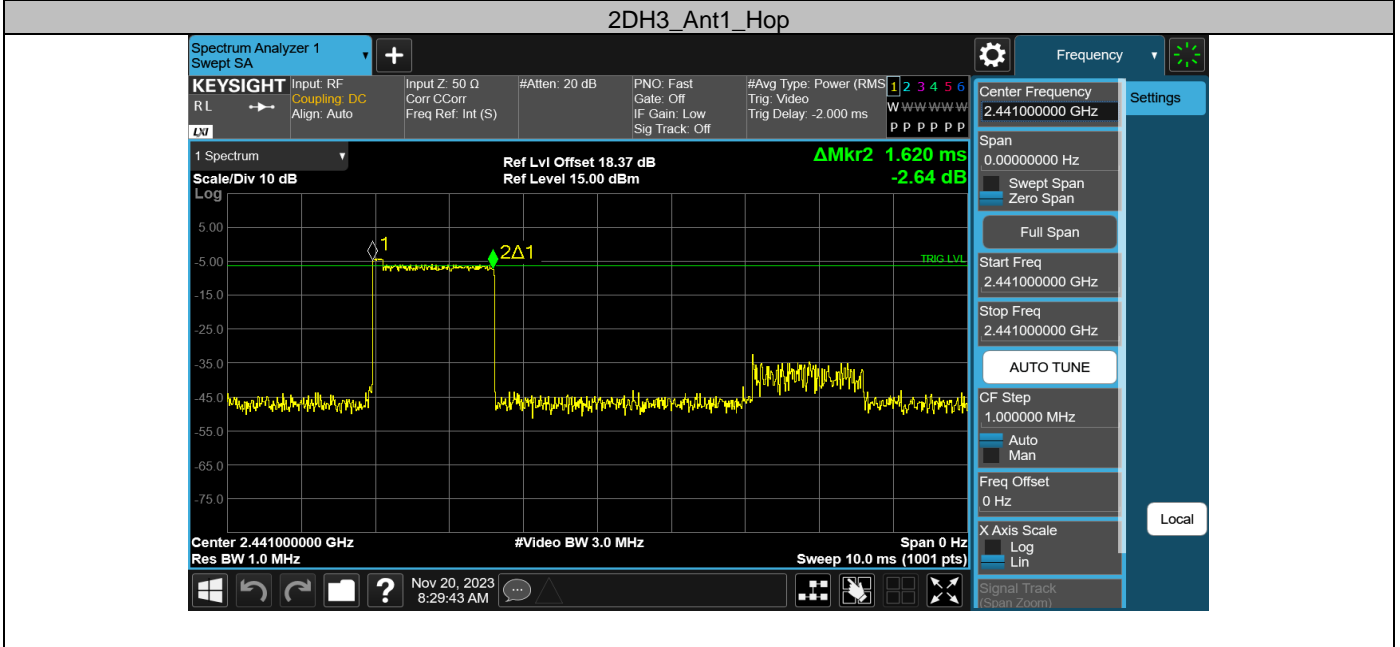 2DH3_Ant1_Hop
Spectrum Analyzer 1
Swept SA
Frequency
KEYSIGHT
R L
LXI
Input: RF
Coupling: DC
Align: Auto
Input Z: 50 Ω
Corr CCorr
Freq Ref: Int (S)
#Atten: 20 dB
PNO: Fast
Gate: Off
IF Gain: Low
Sig Track: Off
#Avg Type: Power (RMS
Trig: Video
Trig Delay: -2.000 ms
1 2 3 4 5 6
W W W W W W
P P P P P P
1 Spectrum
Scale/Div 10 dB
Log
Ref Lvl Offset 18.37 dB
Ref Level 15.00 dBm
ΔMkr2 1.620 ms
-2.64 dB
5.00
-5.00
-15.0
-25.0
-35.0
-45.0
-55.0
-65.0
-75.0
1
2Δ1
TRIG LVL
Center 2.441000000 GHz
Res BW 1.0 MHz
#Video BW 3.0 MHz
Span 0 Hz
Sweep 10.0 ms (1001 pts)
Center Frequency
2.441000000 GHz
Span
0.00000000 Hz
Swept Span
Zero Span
Full Span
Start Freq
2.441000000 GHz
Stop Freq
2.441000000 GHz
AUTO TUNE
CF Step
1.000000 MHz
Auto
Man
Freq Offset
0 Hz
X Axis Scale
Log
Lin
Signal Track
(Span Zoom)
Settings
Local
?
Nov 20, 2023
8:29:43 AM